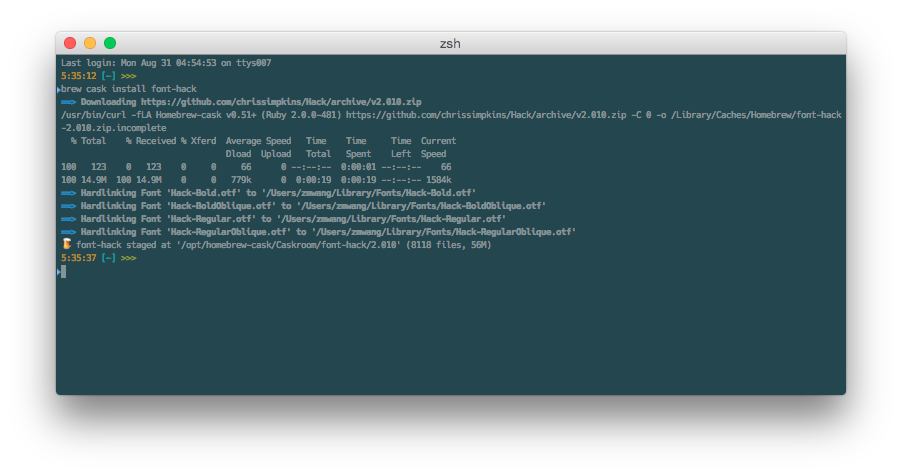 zsh
Last login: Mon Aug 31 04:54:53 on ttys007
5:35:12 [~] >>>
brew cask install font-hack
==> Downloading https://github.com/chrissimpkins/Hack/archive/v2.010.zip
/usr/bin/curl -fLA Homebrew-cask v0.51+ (Ruby 2.0.0-481) https://github.com/chrissimpkins/Hack/archive/v2.010.zip -C 0 -o /Library/Caches/Homebrew/font-hack
-2.010.zip.incomplete
  % Total    % Received % Xferd  Average Speed   Time    Time     Time  Current
                                 Dload  Upload   Total   Spent    Left  Speed
100   123    0   123    0     0     66      0 --:--:--  0:00:01 --:--:--    66
100 14.9M  100 14.9M    0     0   779k      0  0:00:19  0:00:19 --:--:-- 1584k
==> Hardlinking Font 'Hack-Bold.otf' to '/Users/zmwang/Library/Fonts/Hack-Bold.otf'
==> Hardlinking Font 'Hack-BoldOblique.otf' to '/Users/zmwang/Library/Fonts/Hack-BoldOblique.otf'
==> Hardlinking Font 'Hack-Regular.otf' to '/Users/zmwang/Library/Fonts/Hack-Regular.otf'
==> Hardlinking Font 'Hack-RegularOblique.otf' to '/Users/zmwang/Library/Fonts/Hack-RegularOblique.otf'
🍺 font-hack staged at '/opt/homebrew-cask/Caskroom/font-hack/2.010' (8118 files, 56M)
5:35:37 [~] >>>